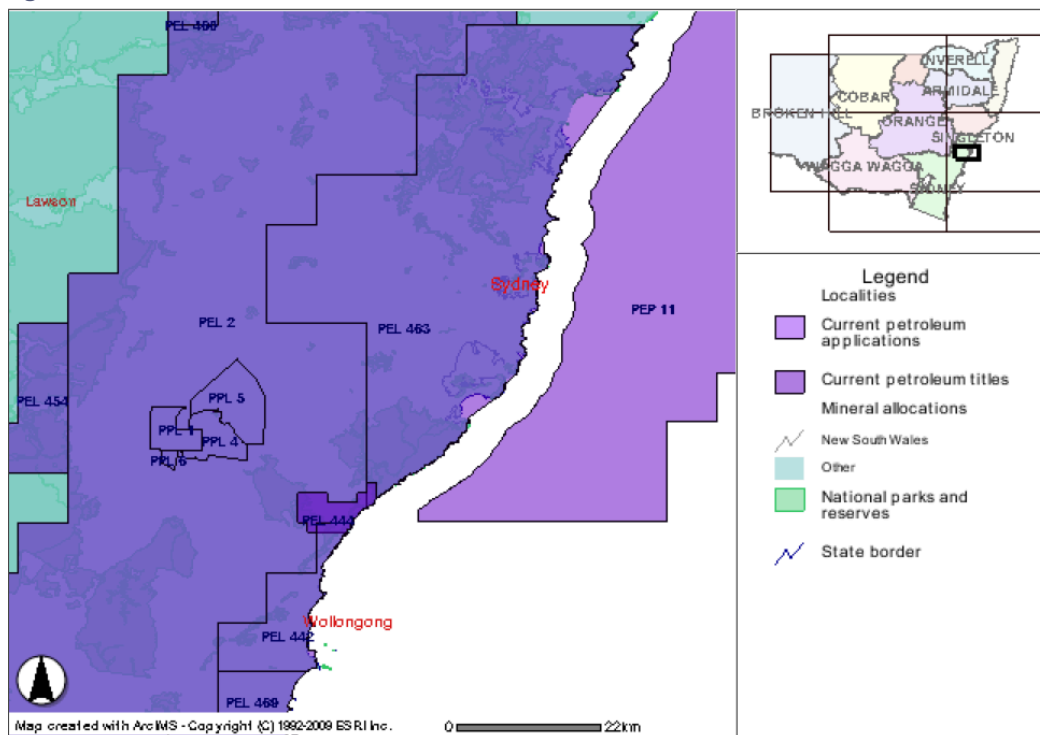 PEL 466
Lawson
Sydney
PEL 2
PEL 463
PEP 11
PEL 454
PPL 5
PPL 1
PPL 4
PPL 6
PEL 444
Wollongong
PEL 442
PEL 469
Map created with ArcIMS - Copyright (C) 1992-2009 ESRI Inc.
0 22km
INVERELL
COBAR
ARMIDALE
BROKEN HILL
ORANGE
SINGLETON
WAGGA WAGGA
SYDNEY
Legend
Localities
Current petroleum
applications
Current petroleum titles
Mineral allocations
New South Wales
Other
National parks and
reserves
State border